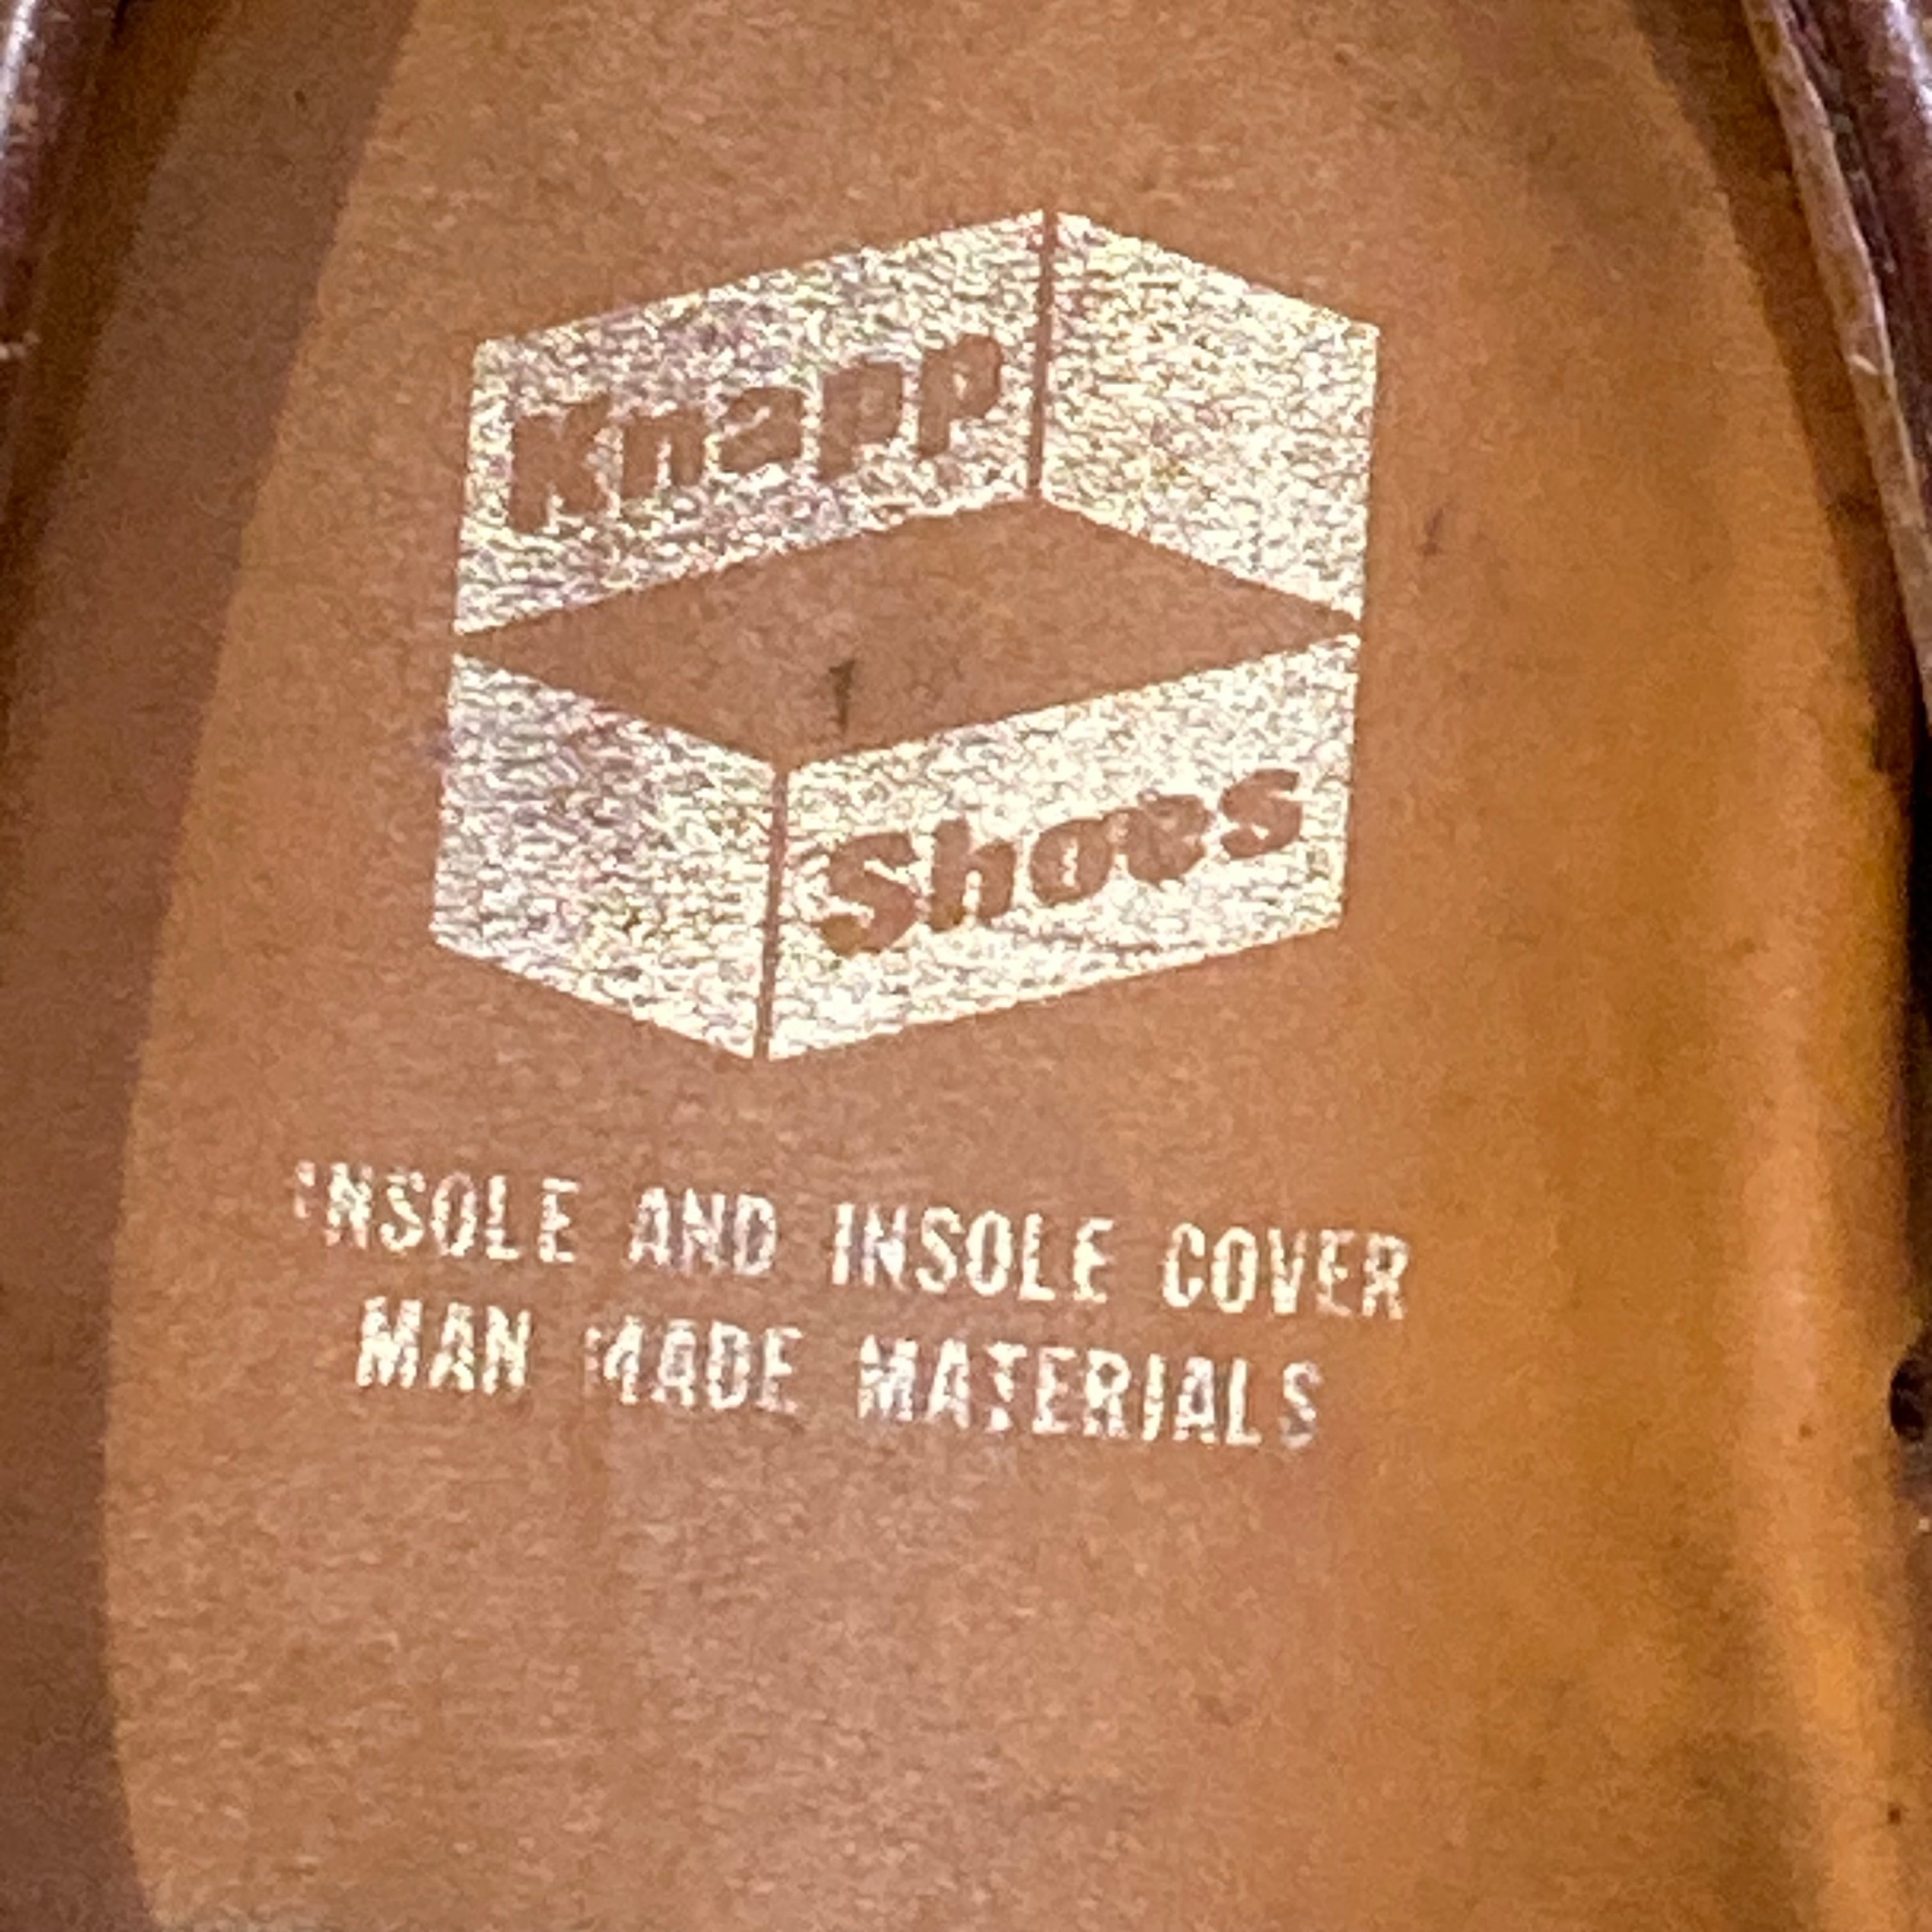 Knapp
Shoes
INSOLE AND INSOLE COVER
MAN MADE MATERIALS